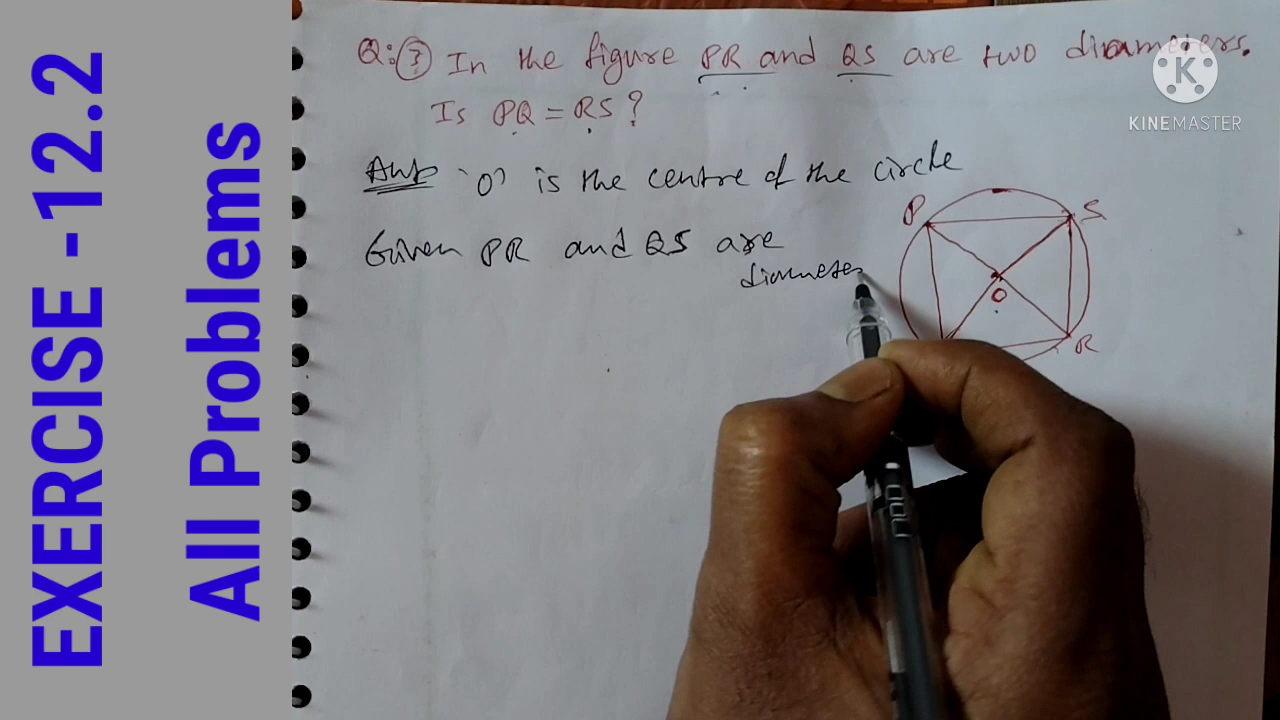 EXERCISE -12.2
All Problems
Q:③ In the figure PR and QS are two diameters.
Is PQ = RS ?
KINEMASTER
Ans 'O' is the centre of the circle
Given PR and QS are
diameter
P
S
O
R